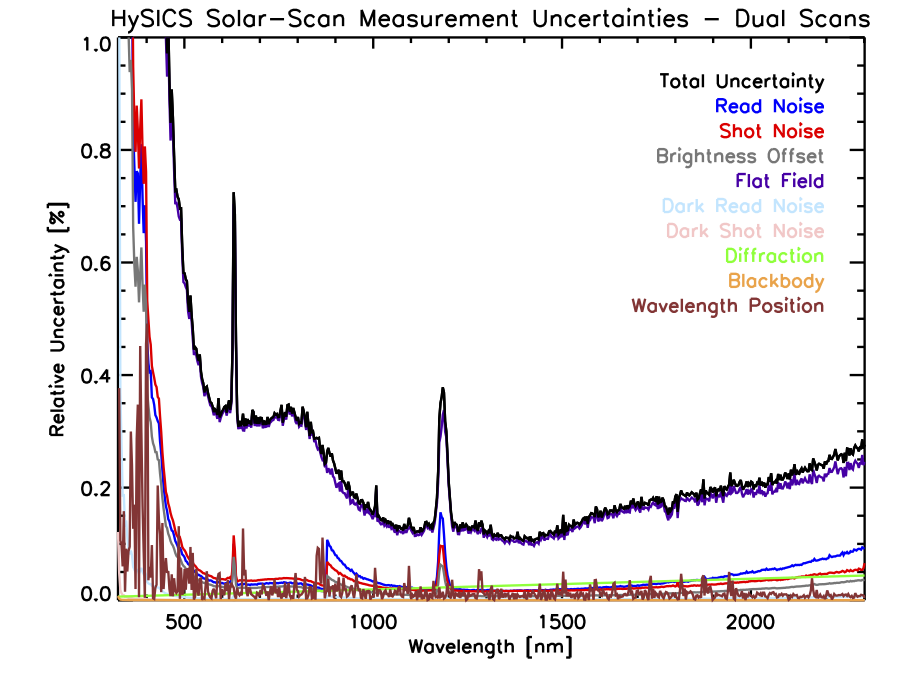 HySICS Solar-Scan Measurement Uncertainties - Dual Scans
1.0
0.8
0.6
0.4
0.2
0.0
Relative Uncertainty [%]
Total Uncertainty
Read Noise
Shot Noise
Brightness Offset
Flat Field
Dark Read Noise
Dark Shot Noise
Diffraction
Blackbody
Wavelength Position
500 1000 1500 2000
Wavelength [nm]